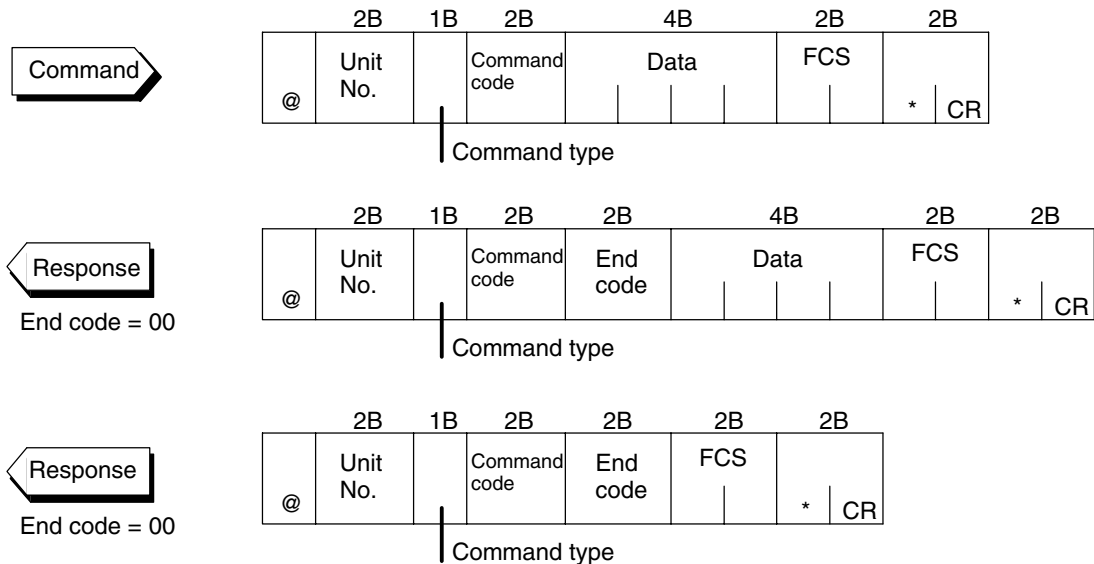 2B 1B 2B 4B 2B 2B
Command
@ Unit No. Command code Data FCS * CR
Command type
2B 1B 2B 2B 4B 2B 2B
Response
@ Unit No. Command code End code Data FCS * CR
End code = 00
Command type
2B 1B 2B 2B 2B 2B
Response
@ Unit No. Command code End code FCS * CR
End code = 00
Command type